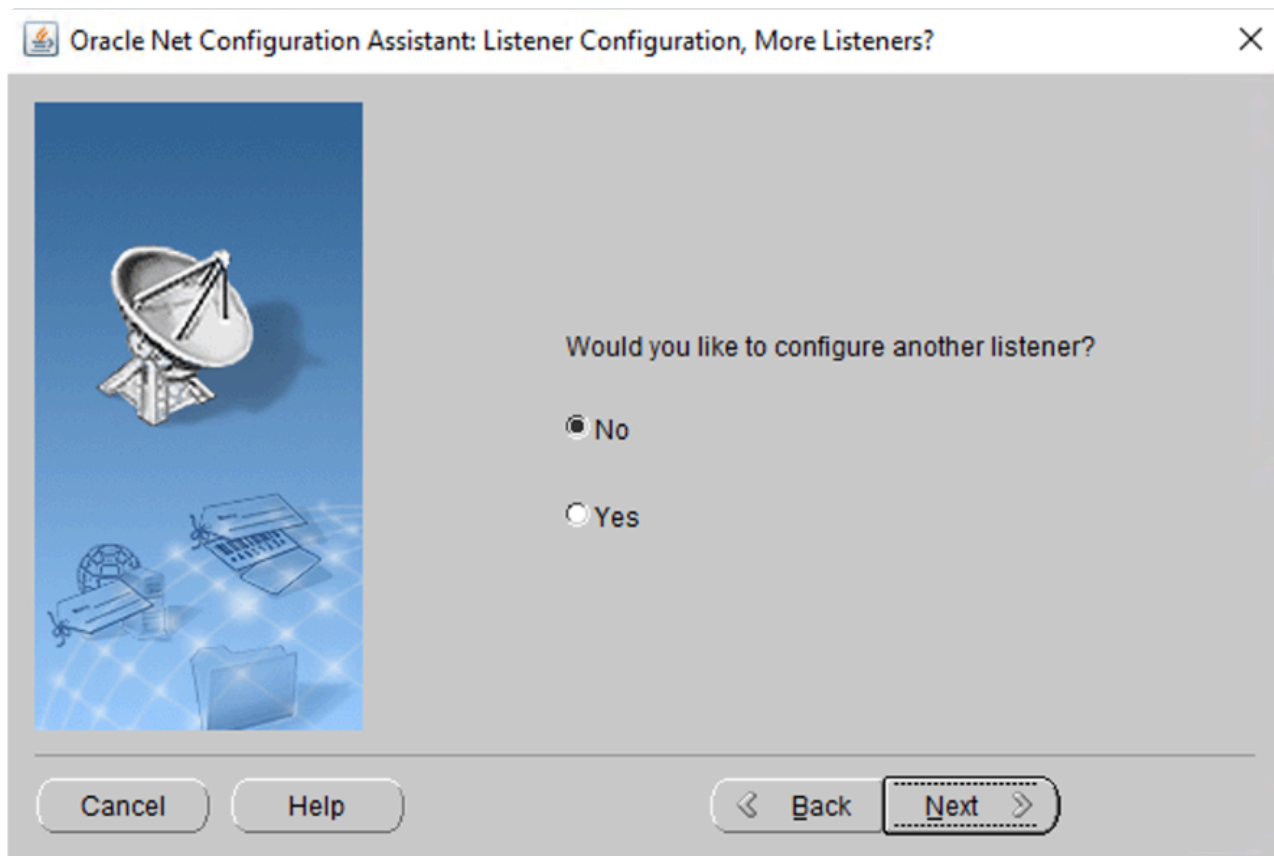 Oracle Net Configuration Assistant: Listener Configuration, More Listeners?
Would you like to configure another listener?
No
Yes
Cancel
Help
Back
Next